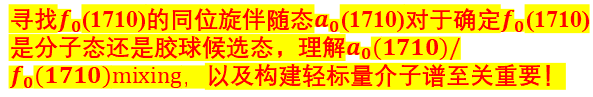 寻找f₀(1710)的同位旋伴随态a₀(1710)对于确定f₀(1710)
是分子态还是胶球候选态，理解a₀(1710)/
f₀(1710)mixing，以及构建轻标量介子谱至关重要！